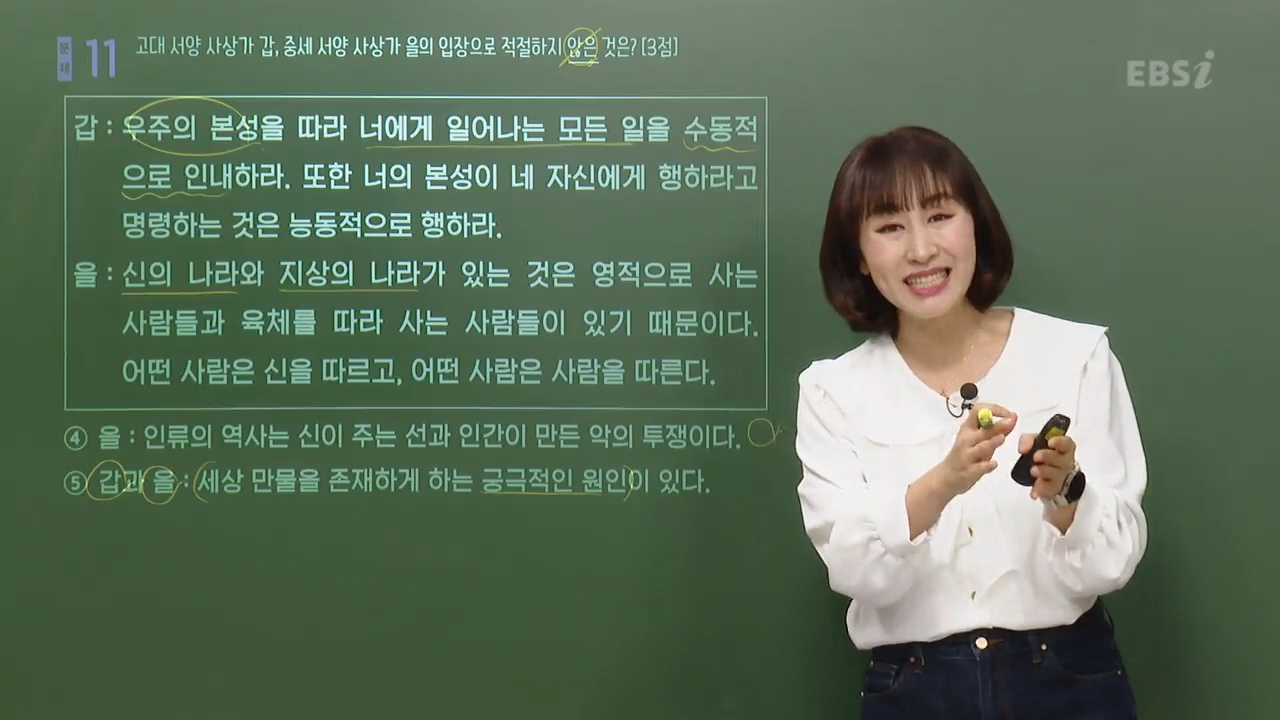 문제 11 고대 서양 사상가 갑, 중세 서양 사상가 을의 입장으로 적절하지 않은 것은? [3점]
EBSi
갑 : 우주의 본성을 따라 너에게 일어나는 모든 일을 수동적
으로 인내하라. 또한 너의 본성이 네 자신에게 행하라고
명령하는 것은 능동적으로 행하라.
을 : 신의 나라와 지상의 나라가 있는 것은 영적으로 사는
사람들과 육체를 따라 사는 사람들이 있기 때문이다.
어떤 사람은 신을 따르고, 어떤 사람은 사람을 따른다.
④ 을 : 인류의 역사는 신이 주는 선과 인간이 만든 악의 투쟁이다.
⑤ 갑과 을 : 세상 만물을 존재하게 하는 궁극적인 원인이 있다.